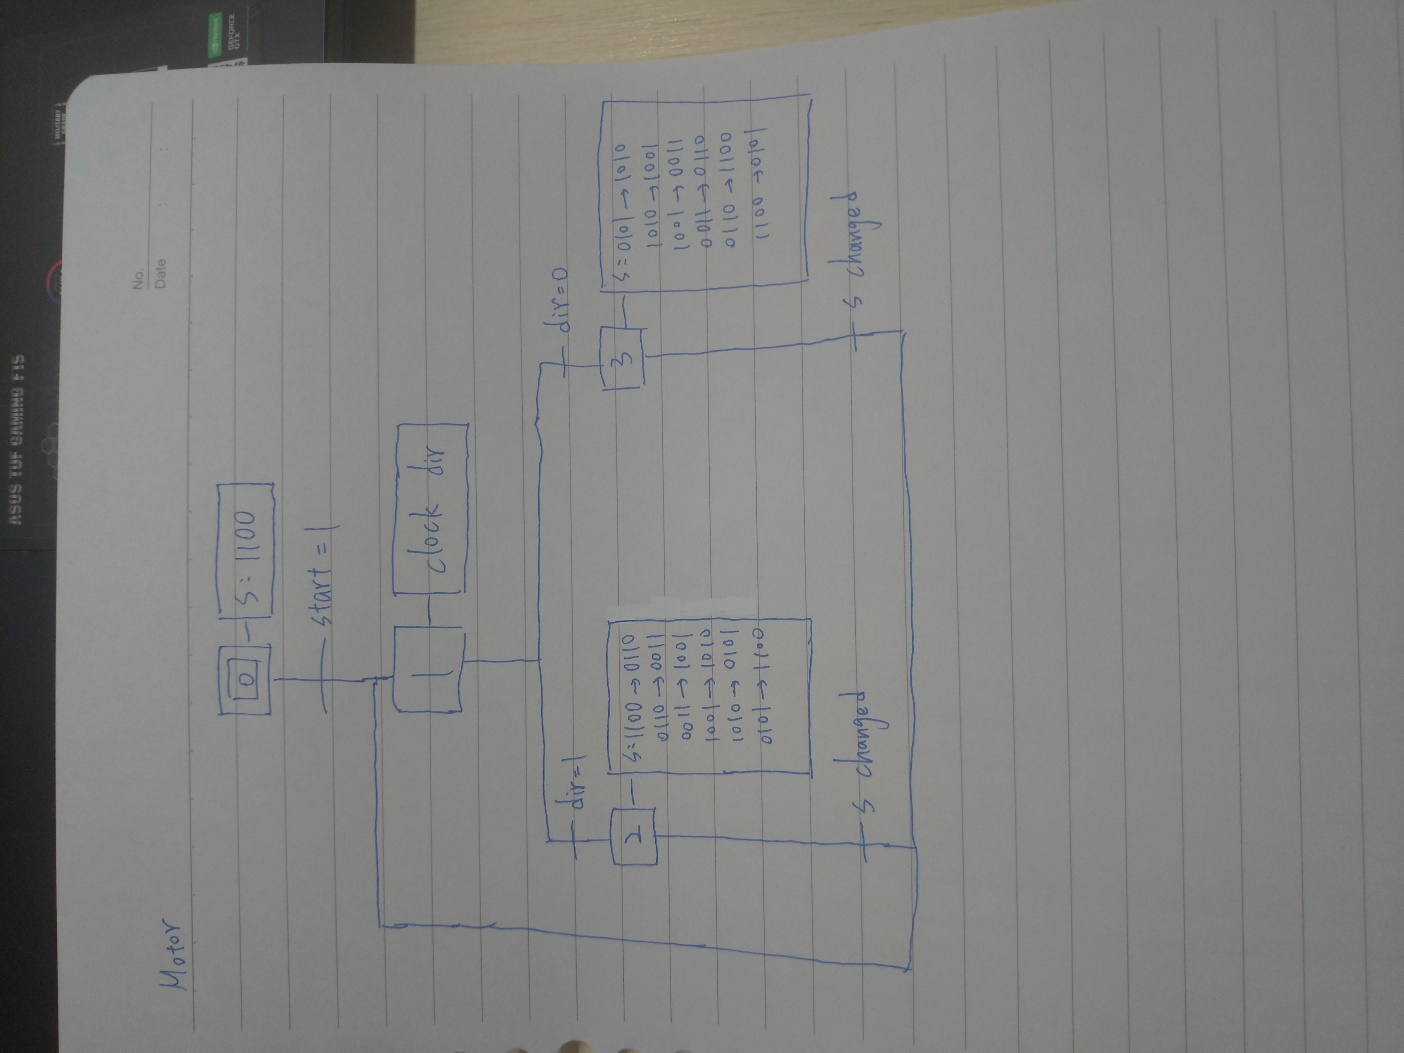 ASUS TUF GAMING F15
GEFORCE
GTX
No.
Date
Motor
0
S: 1100
start=1
1
clock dir
dir=1
dir=0
2
S=1100→0110
0110→0011
0011→1001
1001→1010
1010→0101
0101→1100
3
S=0101→1010
1010→1001
1001→0011
0011→0110
0110→1100
1100→0101
S changed
S changed